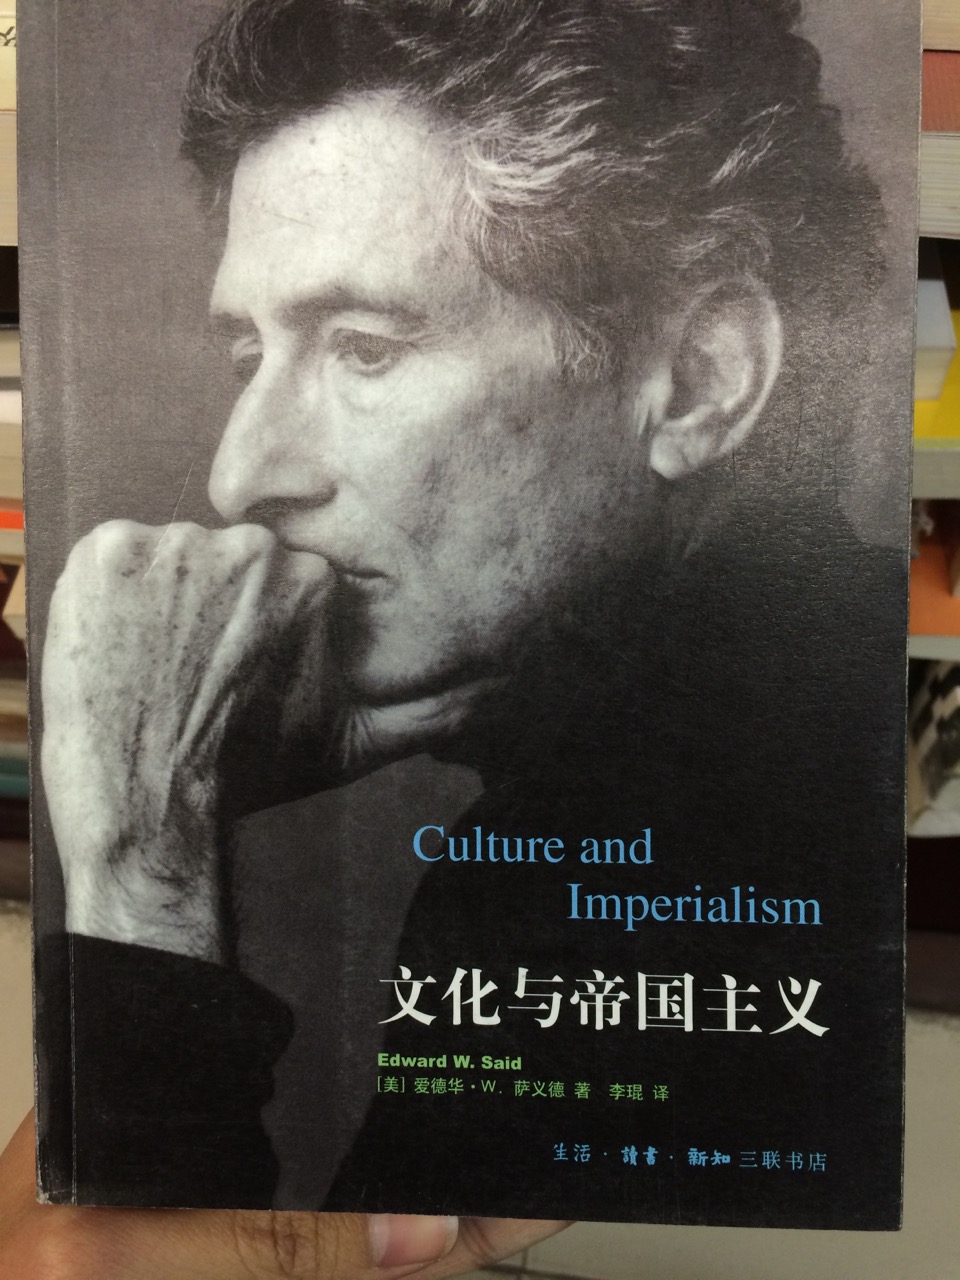 Culture and
Imperialism
文化与帝国主义
Edward W. Said
[美] 爱德华·W. 萨义德 著 李琨 译
生活·讀書·新知三联书店